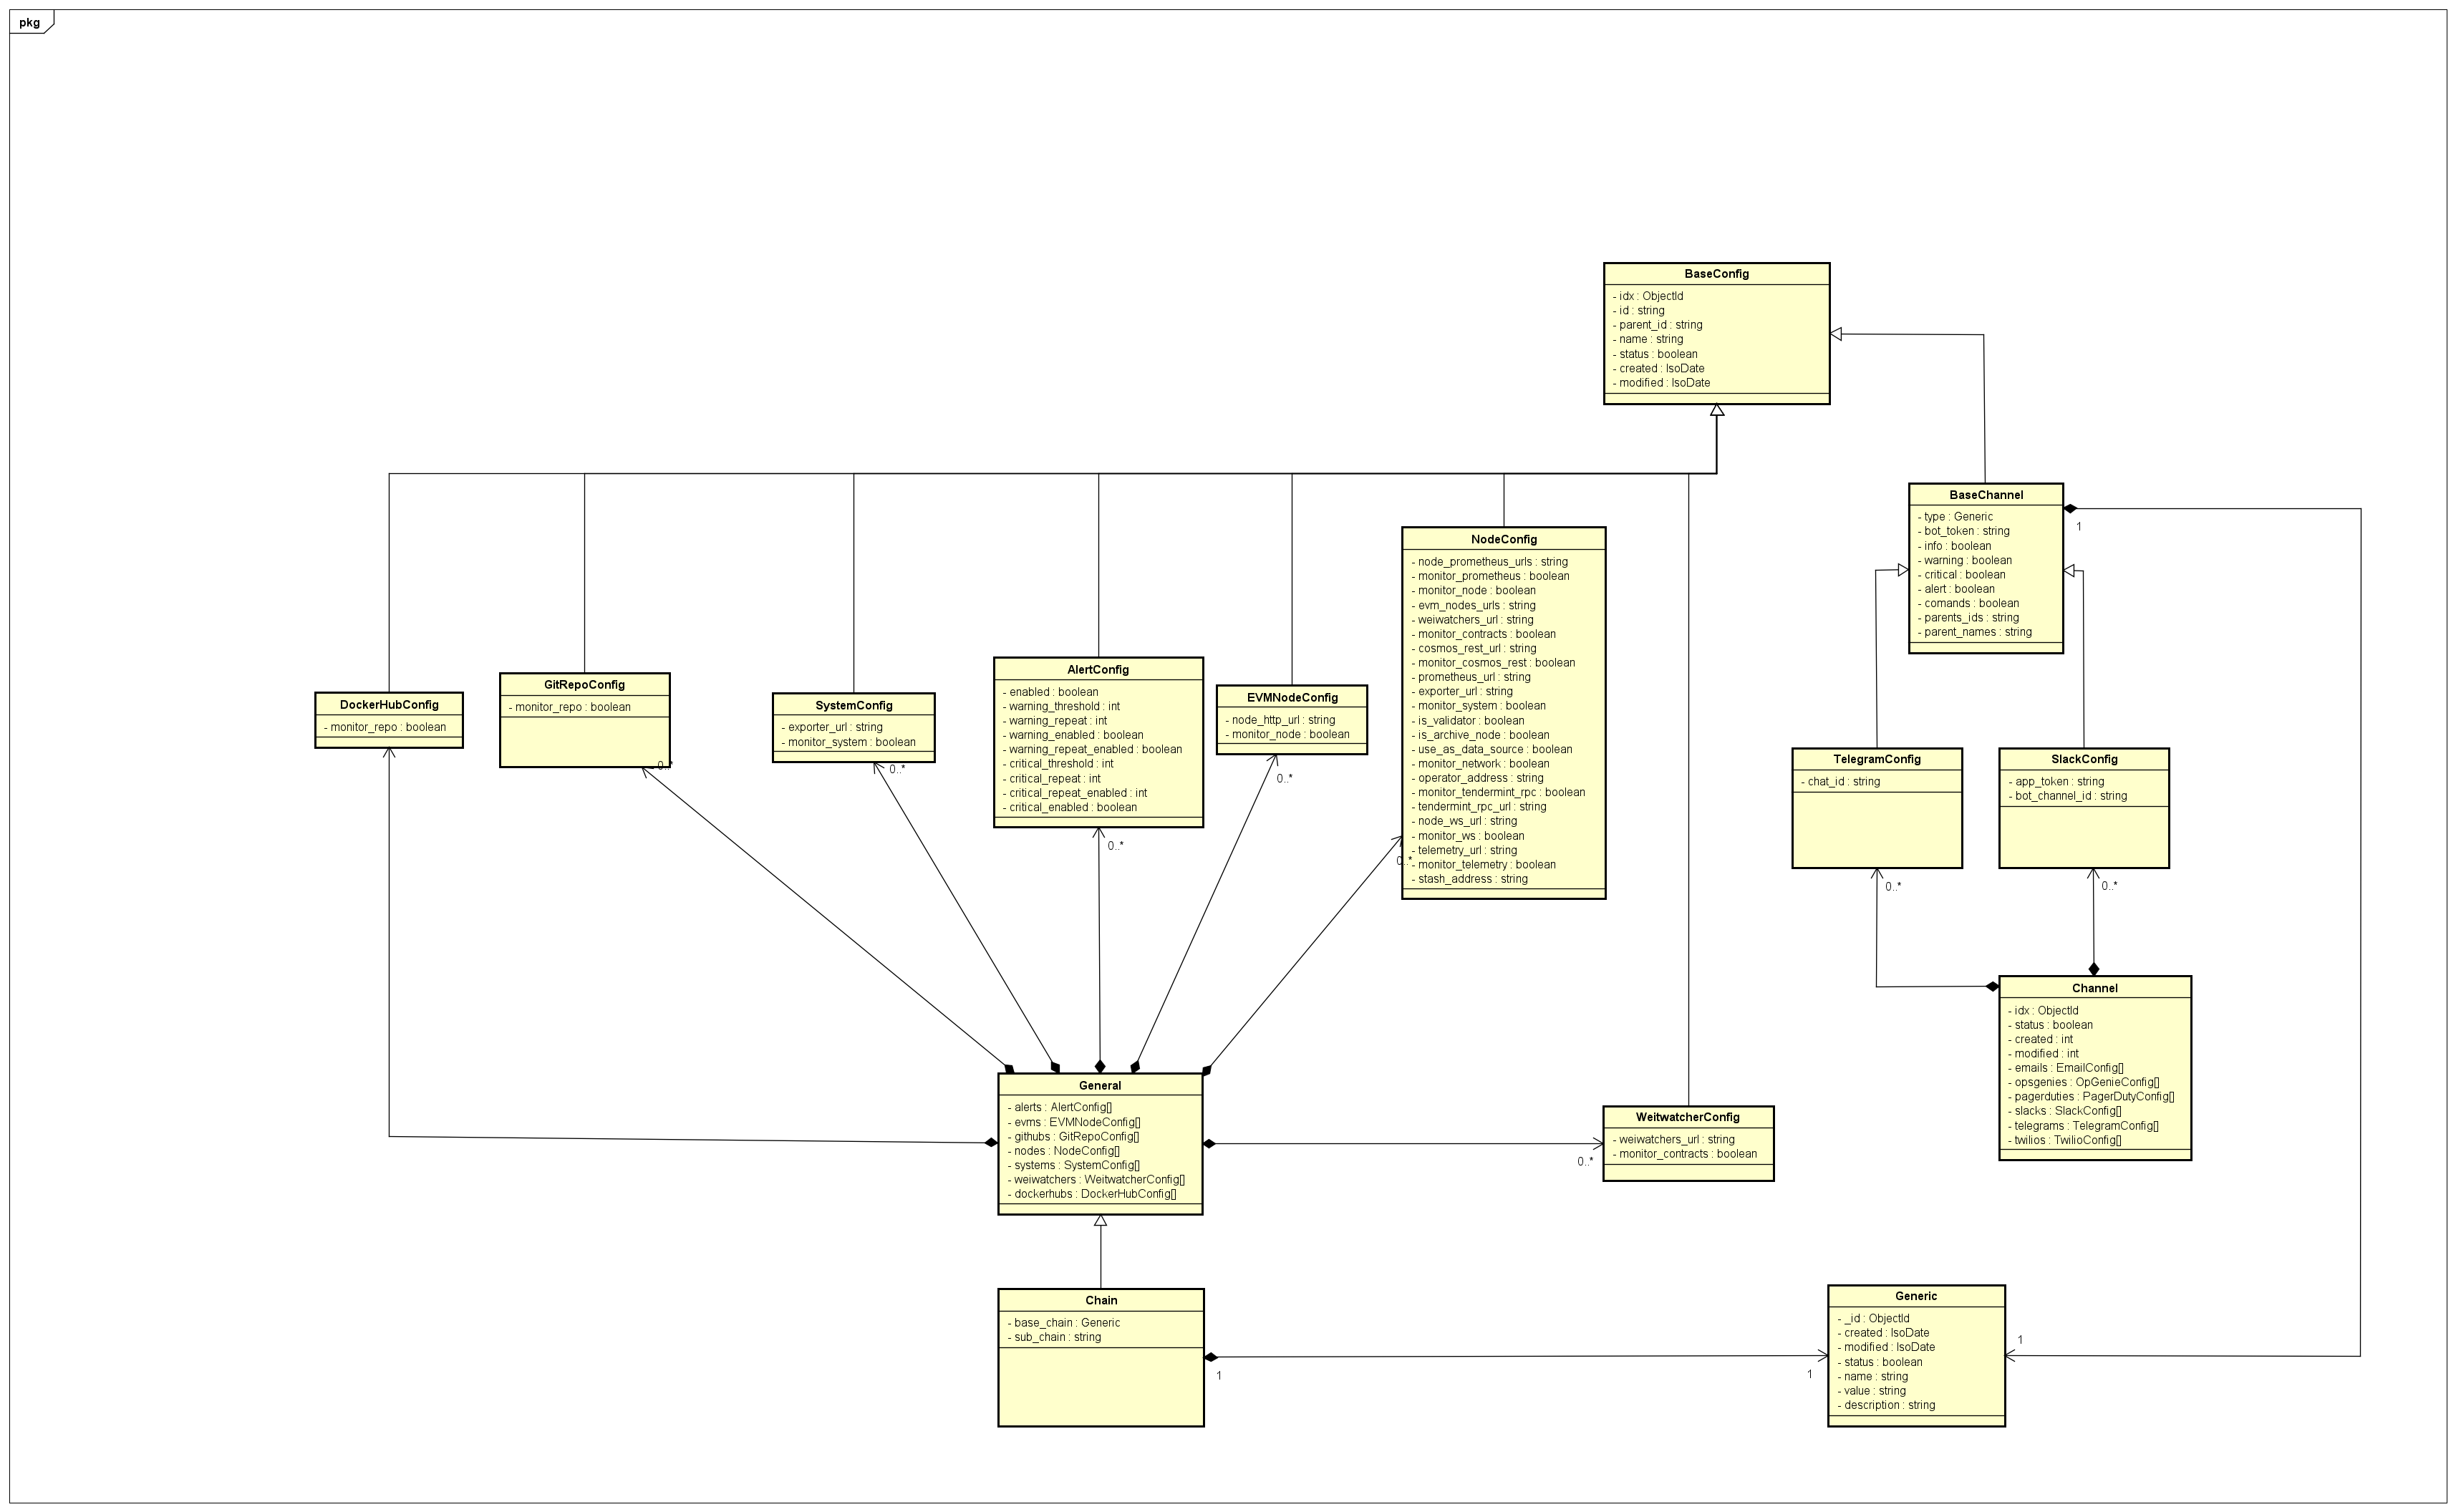 pkg
BaseConfig
- idx : ObjectId
- id : string
- parent_id : string
- name : string
- status : boolean
- created : IsoDate
- modified : IsoDate
BaseChannel
- type : Generic
- bot_token : string
- info : boolean
- warning : boolean
- critical : boolean
- alert : boolean
- comands : boolean
- parents_ids : string
- parent_names : string
1
NodeConfig
- node_prometheus_urls : string
- monitor_prometheus : boolean
- monitor_node : boolean
- evm_nodes_urls : string
- weiwatchers_url : string
- monitor_contracts : boolean
- cosmos_rest_url : string
- monitor_cosmos_rest : boolean
- prometheus_url : string
- exporter_url : string
- monitor_system : boolean
- is_validator : boolean
- is_archive_node : boolean
- use_as_data_source : boolean
- monitor_network : boolean
- operator_address : string
- monitor_tendermint_rpc : boolean
- tendermint_rpc_url : string
- node_ws_url : string
- monitor_ws : boolean
- telemetry_url : string
- monitor_telemetry : boolean
- stash_address : string
0..*
DockerHubConfig
- monitor_repo : boolean
GitRepoConfig
- monitor_repo : boolean
0..*
SystemConfig
- exporter_url : string
- monitor_system : boolean
0..*
AlertConfig
- enabled : boolean
- warning_threshold : int
- warning_repeat : int
- warning_enabled : boolean
- warning_repeat_enabled : boolean
- critical_threshold : int
- critical_repeat : int
- critical_repeat_enabled : int
- critical_enabled : boolean
0..*
EVMNodeConfig
- node_http_url : string
- monitor_node : boolean
0..*
TelegramConfig
- chat_id : string
0..*
SlackConfig
- app_token : string
- bot_channel_id : string
0..*
Channel
- idx : ObjectId
- status : boolean
- created : int
- modified : int
- emails : EmailConfig[]
- opsgenies : OpGenieConfig[]
- pagerduties : PagerDutyConfig[]
- slacks : SlackConfig[]
- telegrams : TelegramConfig[]
- twilios : TwilioConfig[]
General
- alerts : AlertConfig[]
- evms : EVMNodeConfig[]
- githubs : GitRepoConfig[]
- nodes : NodeConfig[]
- systems : SystemConfig[]
- weiwatchers : WeitwatcherConfig[]
- dockerhubs : DockerHubConfig[]
WeitwatcherConfig
- weiwatchers_url : string
- monitor_contracts : boolean
0..*
Chain
- base_chain : Generic
- sub_chain : string
1
1
Generic
- _id : ObjectId
- created : IsoDate
- modified : IsoDate
- status : boolean
- name : string
- value : string
- description : string
1